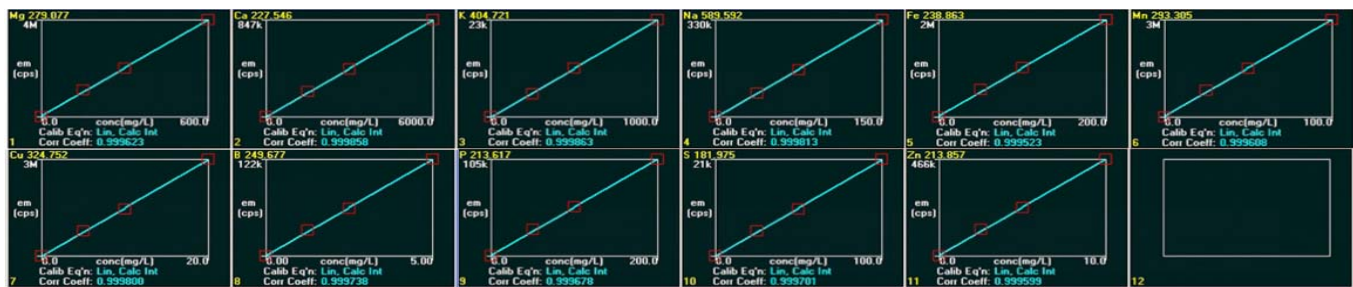 Mg 279.077
4M
em
(cps)
0.0 conc(mg/L) 600.0
Calib Eq'n: Lin, Calc Int
1 Corr Coeff: 0.999623
Ca 227.546
847k
em
(cps)
0.0 conc(mg/L) 6000.0
Calib Eq'n: Lin, Calc Int
2 Corr Coeff: 0.999858
K 404.721
23k
em
(cps)
0.0 conc(mg/L) 1000.0
Calib Eq'n: Lin, Calc Int
3 Corr Coeff: 0.999863
Na 589.592
330k
em
(cps)
0.0 conc(mg/L) 150.0
Calib Eq'n: Lin, Calc Int
4 Corr Coeff: 0.999813
Fe 238.863
2M
em
(cps)
0.0 conc(mg/L) 200.0
Calib Eq'n: Lin, Calc Int
5 Corr Coeff: 0.999523
Mn 293.305
3M
em
(cps)
0.0 conc(mg/L) 100.0
Calib Eq'n: Lin, Calc Int
6 Corr Coeff: 0.999608
Cu 324.752
3M
em
(cps)
0.0 conc(mg/L) 20.0
Calib Eq'n: Lin, Calc Int
7 Corr Coeff: 0.999800
B 249.677
122k
em
(cps)
0.00 conc(mg/L) 5.00
Calib Eq'n: Lin, Calc Int
8 Corr Coeff: 0.999738
P 213.617
105k
em
(cps)
0.0 conc(mg/L) 200.0
Calib Eq'n: Lin, Calc Int
9 Corr Coeff: 0.999678
S 181.975
21k
em
(cps)
0.0 conc(mg/L) 100.0
Calib Eq'n: Lin, Calc Int
10 Corr Coeff: 0.999701
Zn 213.857
466k
em
(cps)
0.0 conc(mg/L) 10.0
Calib Eq'n: Lin, Calc Int
11 Corr Coeff: 0.999599
12